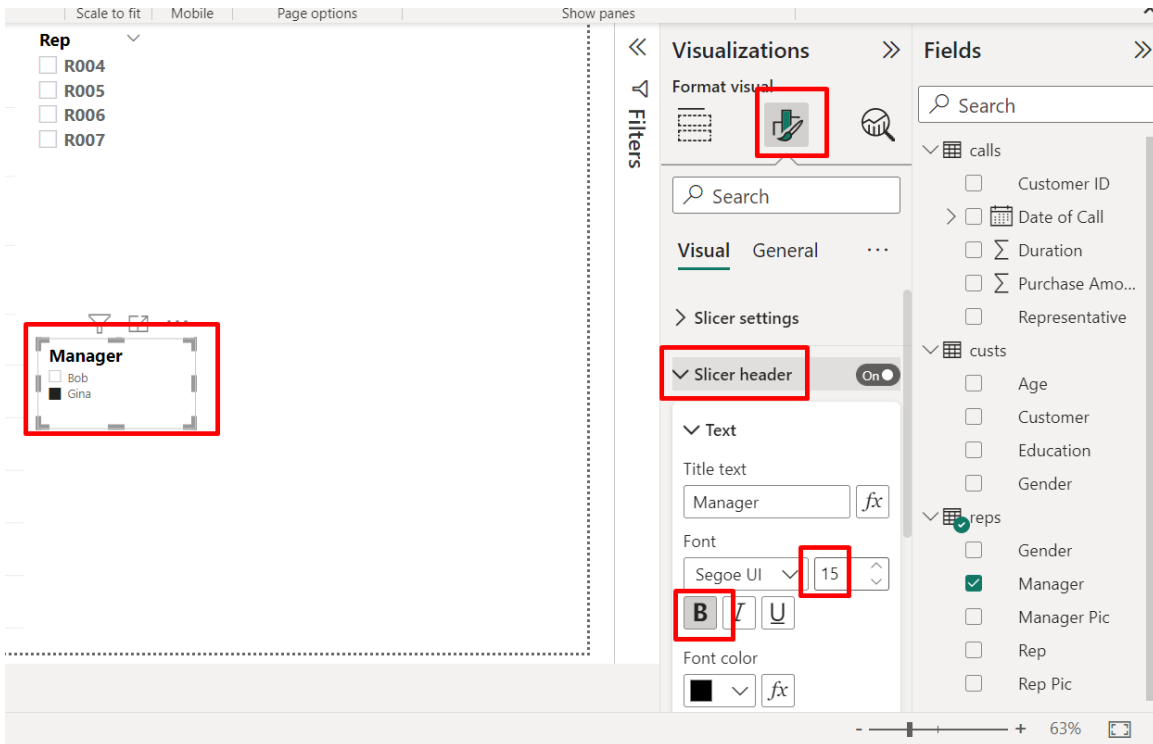 Scale to fit Mobile Page options Show panes
Rep
R004
R005
R006
R007
Manager
Bob
Gina
Filters
Visualizations
Format visual
Search
Visual General
Slicer settings
Slicer header On
Text
Title text
Manager fx
Font
Segoe UI 15
B I U
Font color
fx
Fields
Search
calls
Customer ID
Date of Call
Duration
Purchase Amo...
Representative
custs
Age
Customer
Education
Gender
reps
Gender
Manager
Manager Pic
Rep
Rep Pic
- + 63%